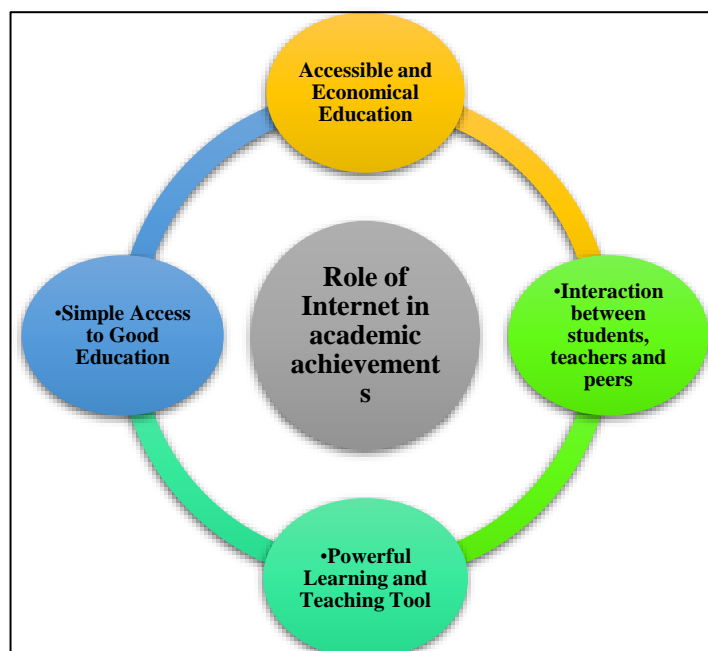 Accessible and
Economical
Education
•Simple Access
to Good
Education
Role of
Internet in
academic
achievement
s
•Interaction
between
students,
teachers and
peers
•Powerful
Learning and
Teaching Tool